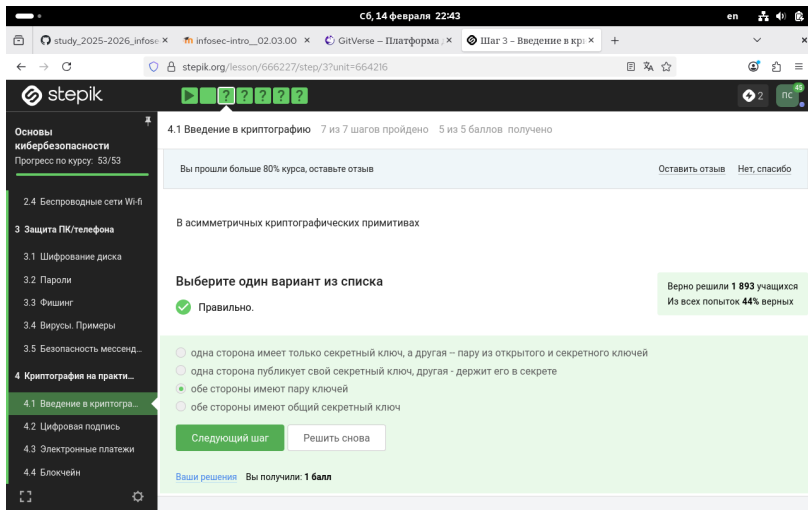 Сб, 14 февраля 22:43
en
study_2025-2026_infose
infosec-intro__02.03.00
GitVerse – Платформа
Шаг 3 – Введение в кри
stepik.org/lesson/666227/step/3?unit=664216
stepik
2
ПС
45
Основы кибербезопасности
Прогресс по курсу: 53/53
2.4 Беспроводные сети Wi-fi
3 Защита ПК/телефона
3.1 Шифрование диска
3.2 Пароли
3.3 Фишинг
3.4 Вирусы. Примеры
3.5 Безопасность мессенд...
4 Криптография на практи...
4.1 Введение в криптогра...
4.2 Цифровая подпись
4.3 Электронные платежи
4.4 Блокчейн
4.1 Введение в криптографию 7 из 7 шагов пройдено 5 из 5 баллов получено
Вы прошли больше 80% курса, оставьте отзыв
Оставить отзыв Нет, спасибо
В асимметричных криптографических примитивах
Выберите один вариант из списка
Правильно.
Верно решили 1 893 учащихся
Из всех попыток 44% верных
одна сторона имеет только секретный ключ, а другая -- пару из открытого и секретного ключей
одна сторона публикует свой секретный ключ, другая - держит его в секрете
обе стороны имеют пару ключей
обе стороны имеют общий секретный ключ
Следующий шаг Решить снова
Ваши решения Вы получили: 1 балл